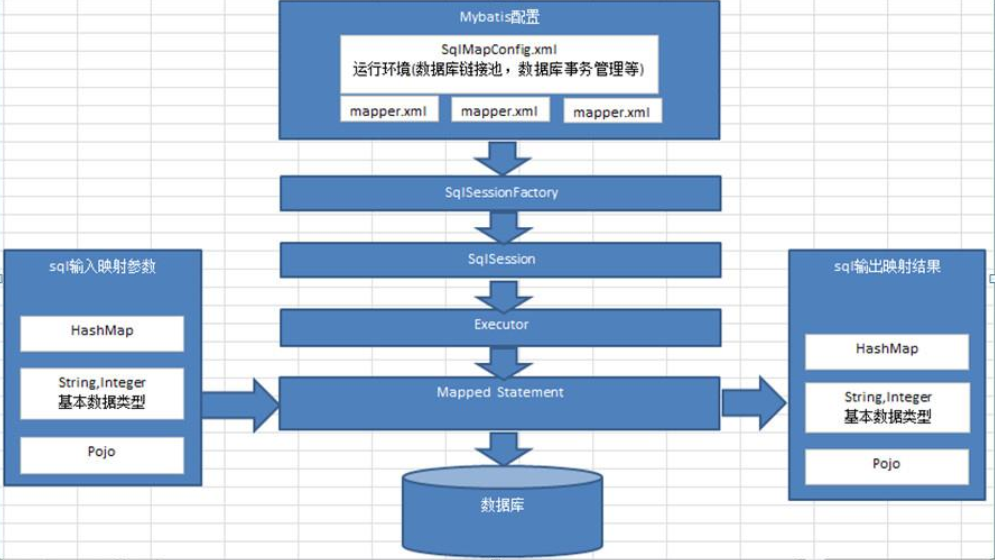 Mybatis配置
SqlMapConfig.xml
运行环境(数据库链接池，数据库事务管理等)
mapper.xml
mapper.xml
mapper.xml
SqlSessionFactory
SqlSession
Executor
Mapped Statement
数据库
sql输入映射参数
HashMap
String,Integer
基本数据类型
Pojo
sql输出映射结果
HashMap
String,Integer
基本数据类型
Pojo